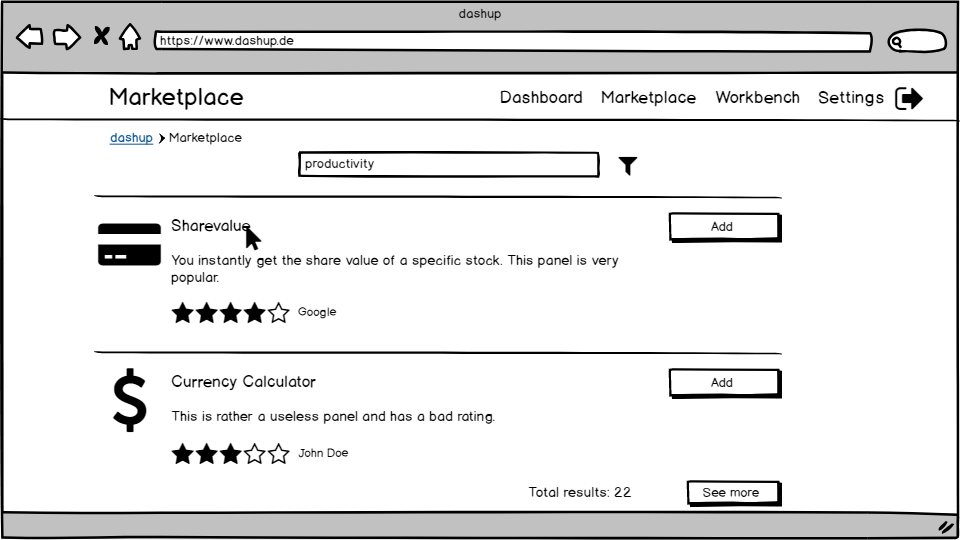 dashup
https://www.dashup.de
Marketplace
Dashboard Marketplace Workbench Settings
dashup Marketplace
productivity
Sharevalue
Add
You instantly get the share value of a specific stock. This panel is very
popular.
Google
Currency Calculator
Add
This is rather a useless panel and has a bad rating.
John Doe
Total results: 22
See more